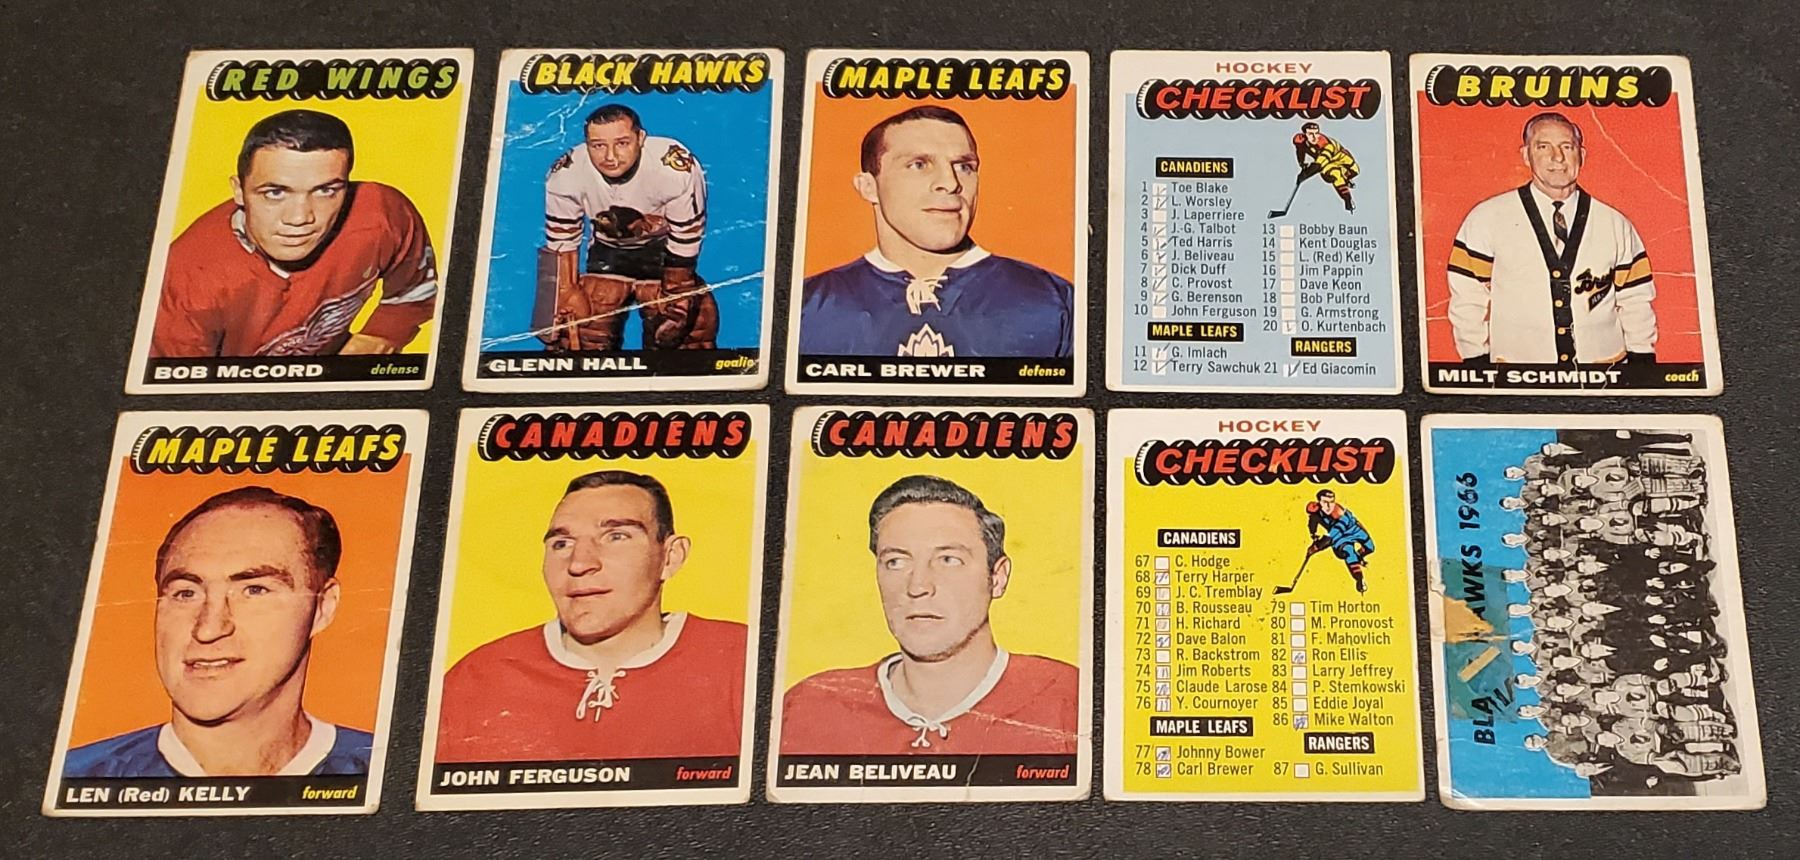 RED WINGS
BOB McCORD defense
BLACK HAWKS
1
GLENN HALL goalie
MAPLE LEAFS
CARL BREWER defense
HOCKEY
CHECKLIST
CANADIENS
1 Toe Blake
2 L. Worsley
3 J. Laperriere
4 J.-G. Talbot
5 Ted Harris
6 J. Beliveau
7 Dick Duff
8 C. Provost
9 G. Berenson
10 John Ferguson
MAPLE LEAFS
11 G. Imlach
12 Terry Sawchuk
13 Bobby Baun
14 Kent Douglas
15 L. (Red) Kelly
16 Jim Pappin
17 Dave Keon
18 Bob Pulford
19 G. Armstrong
20 O. Kurtenbach
RANGERS
21 Ed Giacomin
BRUINS
MILT SCHMIDT coach
MAPLE LEAFS
LEN (Red) KELLY forward
CANADIENS
JOHN FERGUSON forward
CANADIENS
JEAN BELIVEAU forward
HOCKEY
CHECKLIST
CANADIENS
67 C. Hodge
68 Terry Harper
69 J. C. Tremblay
70 B. Rousseau
71 H. Richard
72 Dave Balon
73 R. Backstrom
74 Jim Roberts
75 Claude Larose
76 Y. Cournoyer
MAPLE LEAFS
77 Johnny Bower
78 Carl Brewer
79 Tim Horton
80 M. Pronovost
81 F. Mahovlich
82 Ron Ellis
83 Larry Jeffrey
84 P. Stemkowski
85 Eddie Joyal
86 Mike Walton
RANGERS
87 G. Sullivan
BLA WKS 1966